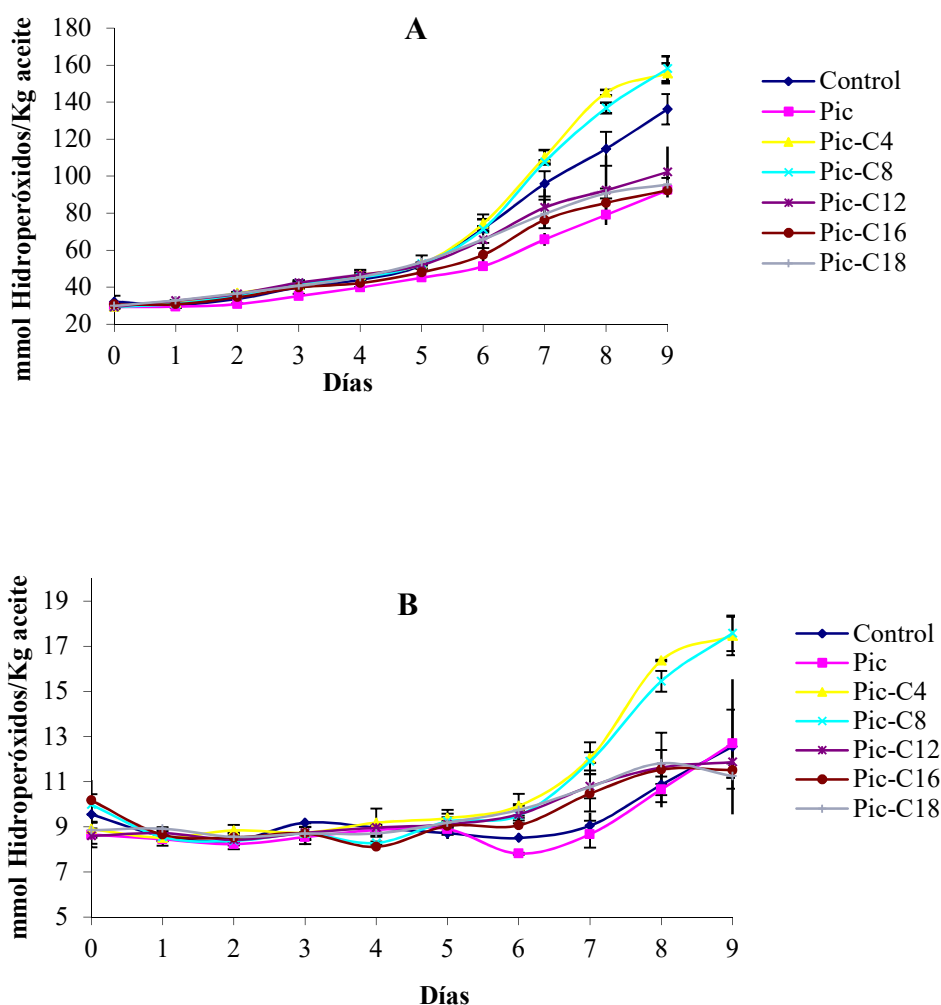 A
mmol Hidroperóxidos/Kg aceite
180
160
140
120
100
80
60
40
20
0 1 2 3 4 5 6 7 8 9
Días
Control
Pic
Pic-C4
Pic-C8
Pic-C12
Pic-C16
Pic-C18
B
mmol Hidroperóxidos/Kg aceite
19
17
15
13
11
9
7
5
0 1 2 3 4 5 6 7 8 9
Días
Control
Pic
Pic-C4
Pic-C8
Pic-C12
Pic-C16
Pic-C18